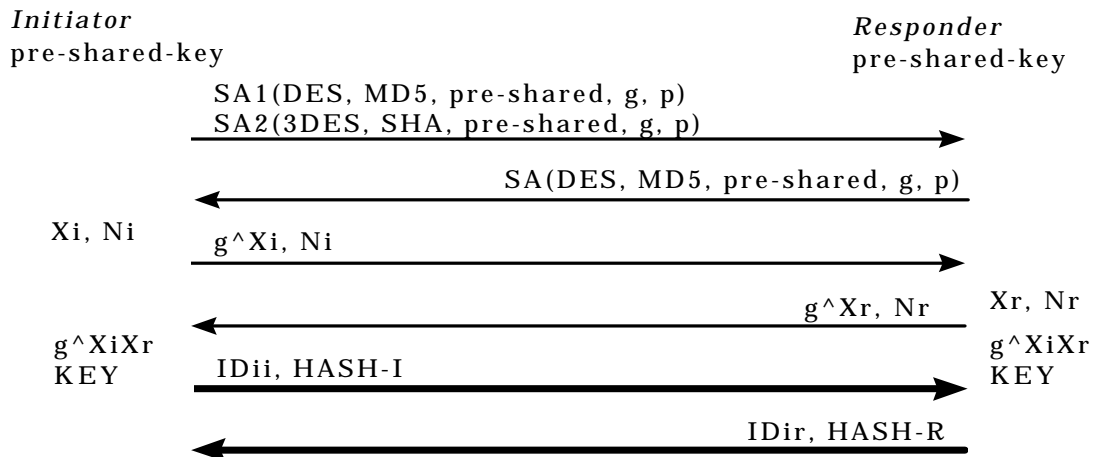 Initiator
pre-shared-key
Responder
pre-shared-key
SA1(DES, MD5, pre-shared, g, p)
SA2(3DES, SHA, pre-shared, g, p)
SA(DES, MD5, pre-shared, g, p)
Xi, Ni
g^Xi, Ni
g^Xr, Nr
Xr, Nr
g^XiXr
KEY
g^XiXr
KEY
IDii, HASH-I
IDir, HASH-R